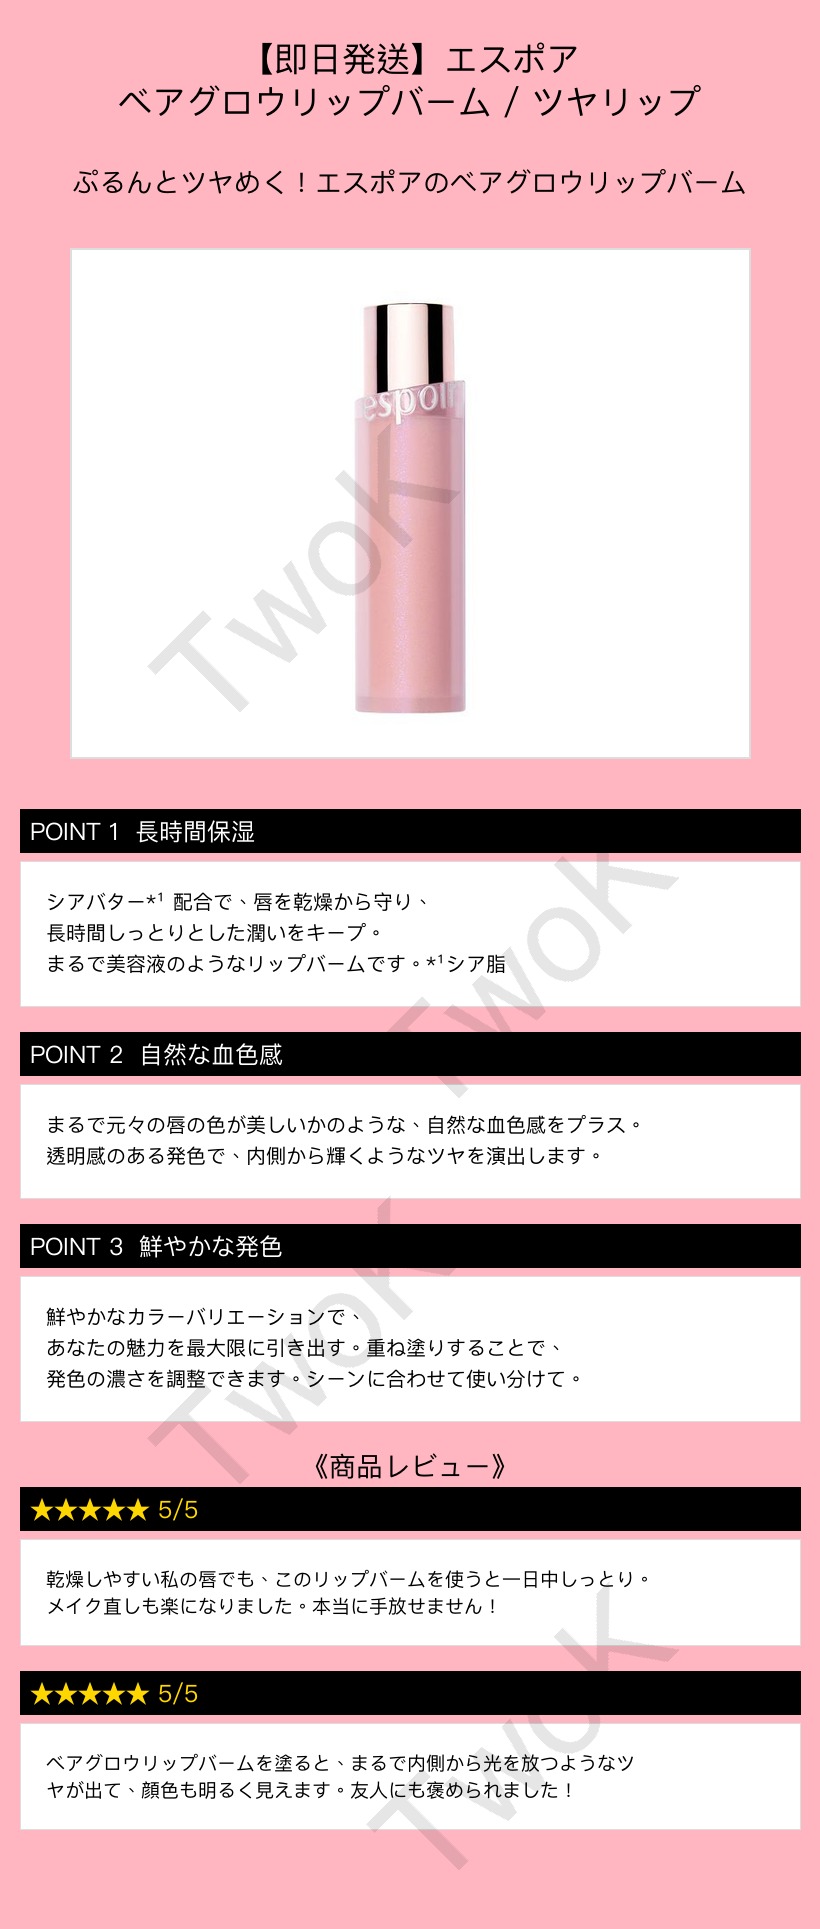 【即日発送】エスポア
ベアグロウリップバーム / ツヤリップ
ぷるんとツヤめく！エスポアのベアグロウリップバーム
espoir
TwoK
POINT 1 長時間保湿
シアバター*¹ 配合で、唇を乾燥から守り、
長時間しっとりとした潤いをキープ。
まるで美容液のようなリップバームです。*¹シア脂
TwoK
POINT 2 自然な血色感
まるで元々の唇の色が美しいかのような、自然な血色感をプラス。
透明感のある発色で、内側から輝くようなツヤを演出します。
POINT 3 鮮やかな発色
鮮やかなカラーバリエーションで、
あなたの魅力を最大限に引き出す。重ね塗りすることで、
発色の濃さを調整できます。シーンに合わせて使い分けて。
TwoK
《商品レビュー》
★★★★★ 5/5
乾燥しやすい私の唇でも、このリップバームを使うと一日中しっとり。
メイク直しも楽になりました。本当に手放せません！
★★★★★ 5/5
ベアグロウリップバームを塗ると、まるで内側から光を放つようなツ
ヤが出て、顔色も明るく見えます。友人にも褒められました！
TwoK